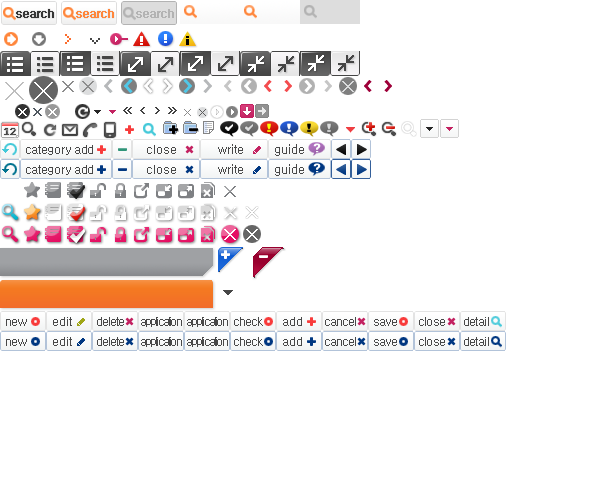 search search search
12
category add close write guide
category add close write guide
new edit delete application application check add cancel save close detail
new edit delete application application check add cancel save close detail